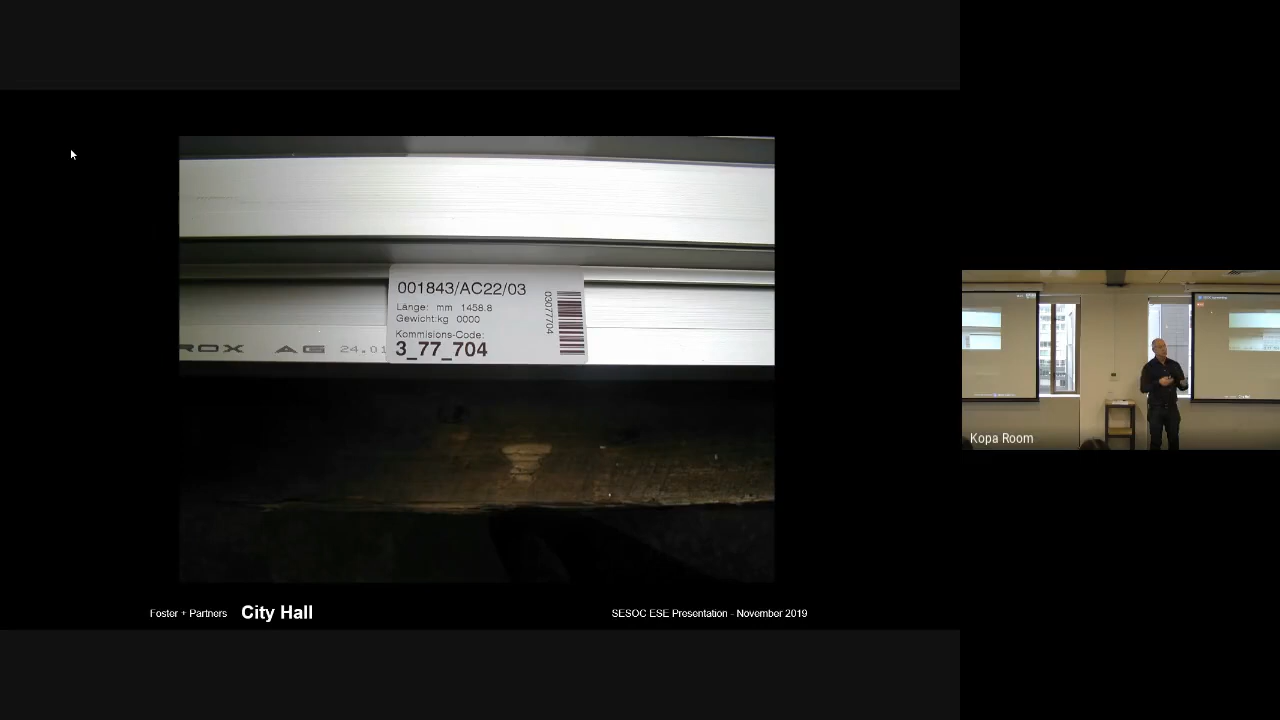 001843/AC22/03
Länge: mm 1458.8
Gewicht:kg 0000
Kommisions-Code:
3_77_704
03077704
ROX AG 24.01
Foster + Partners City Hall
SESOC ESE Presentation - November 2019
Kopa Room